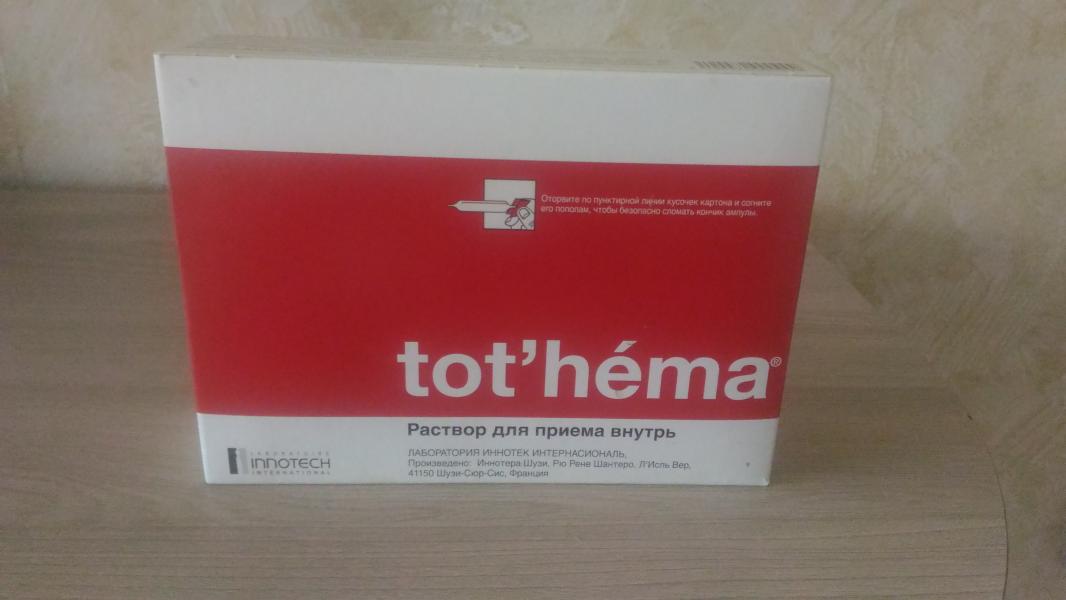 Оторвите по пунктирной линии кусочек картона и согните
его пополам, чтобы безопасно сломать кончик ампулы.
tot'héma®
Раствор для приема внутрь
ЛАБОРАТОРИЯ ИННОТЕК ИНТЕРНАСИОНАЛЬ,
Произведено: Иннотера Шузи, Рю Рене Шантеро, Л'Исль Вер,
41150 Шузи-Сюр-Сис, Франция
LABORATOIRE
INNOTECH
INTERNATIONAL